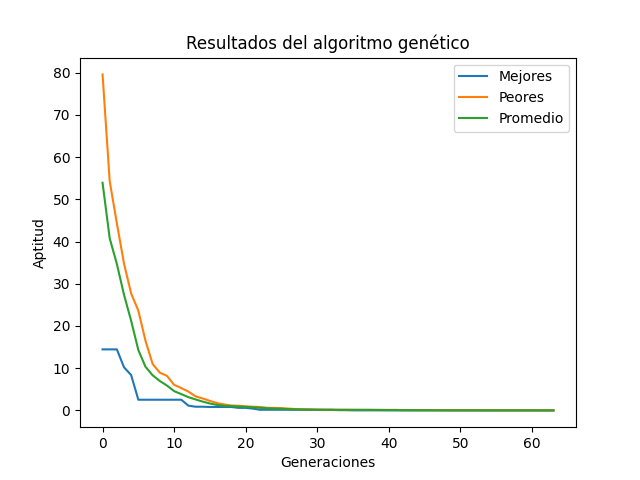 Resultados del algoritmo genético
Mejores
Peores
Promedio
Aptitud
80
70
60
50
40
30
20
10
0
0 10 20 30 40 50 60
Generaciones